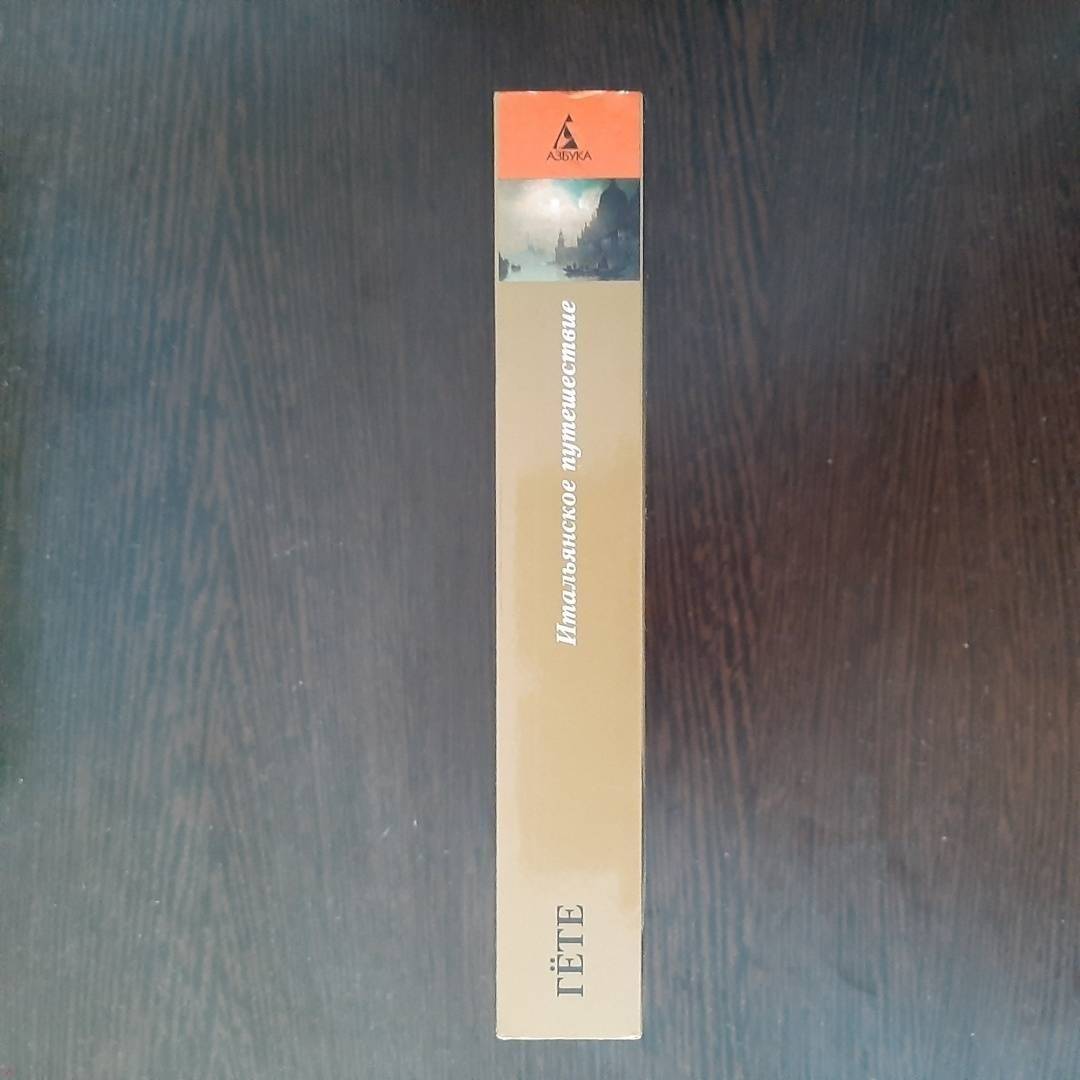 АЗБУКА
Итальянское путешествие
ГЁТЕ